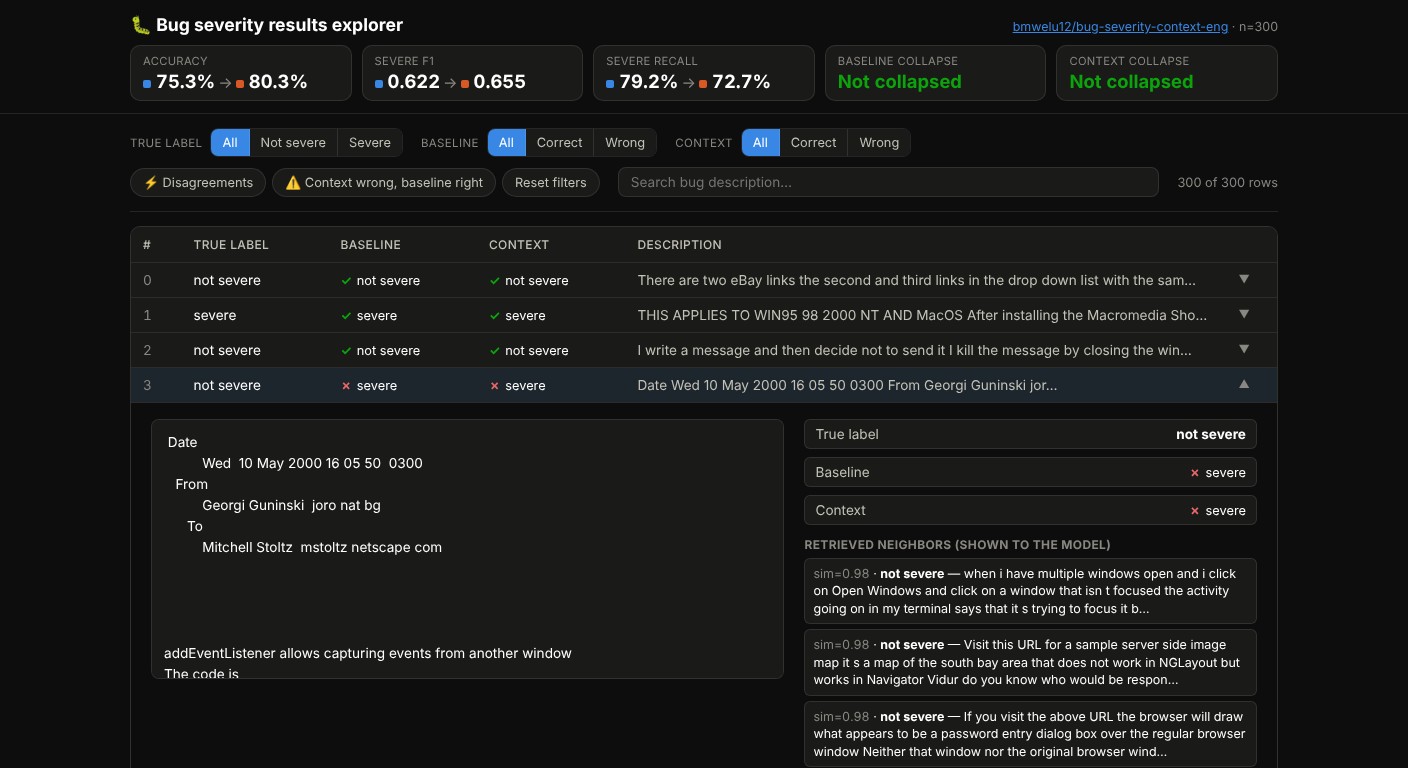 🐛 Bug severity results explorer
bmwelu12/bug-severity-context-eng · n=300
ACCURACY
75.3% → 80.3%
SEVERE F1
0.622 → 0.655
SEVERE RECALL
79.2% → 72.7%
BASELINE COLLAPSE
Not collapsed
CONTEXT COLLAPSE
Not collapsed
TRUE LABEL All Not severe Severe BASELINE All Correct Wrong CONTEXT All Correct Wrong
⚡ Disagreements ⚠️ Context wrong, baseline right Reset filters Search bug description... 300 of 300 rows
# TRUE LABEL BASELINE CONTEXT DESCRIPTION
0 not severe ✓ not severe ✓ not severe There are two eBay links the second and third links in the drop down list with the sam... ▼
1 severe ✓ severe ✓ severe THIS APPLIES TO WIN95 98 2000 NT AND MacOS After installing the Macromedia Sho... ▼
2 not severe ✓ not severe ✓ not severe I write a message and then decide not to send it I kill the message by closing the win... ▼
3 not severe × severe × severe Date Wed 10 May 2000 16 05 50 0300 From Georgi Guninski jor... ▲
Date
Wed 10 May 2000 16 05 50 0300
From
Georgi Guninski joro nat bg
To
Mitchell Stoltz mstoltz netscape com
addEventListener allows capturing events from another window
The code is
True label not severe
Baseline × severe
Context × severe
RETRIEVED NEIGHBORS (SHOWN TO THE MODEL)
sim=0.98 · not severe — when i have multiple windows open and i click
on Open Windows and click on a window that isn t focused the activity
going on in my terminal says that it s trying to focus it b...
sim=0.98 · not severe — Visit this URL for a sample server side image
map it s a map of the south bay area that does not work in NGLayout but
works in Navigator Vidur do you know who would be respon...
sim=0.98 · not severe — If you visit the above URL the browser will draw
what appears to be a password entry dialog box over the regular browser
window Neither that window nor the original browser wind...